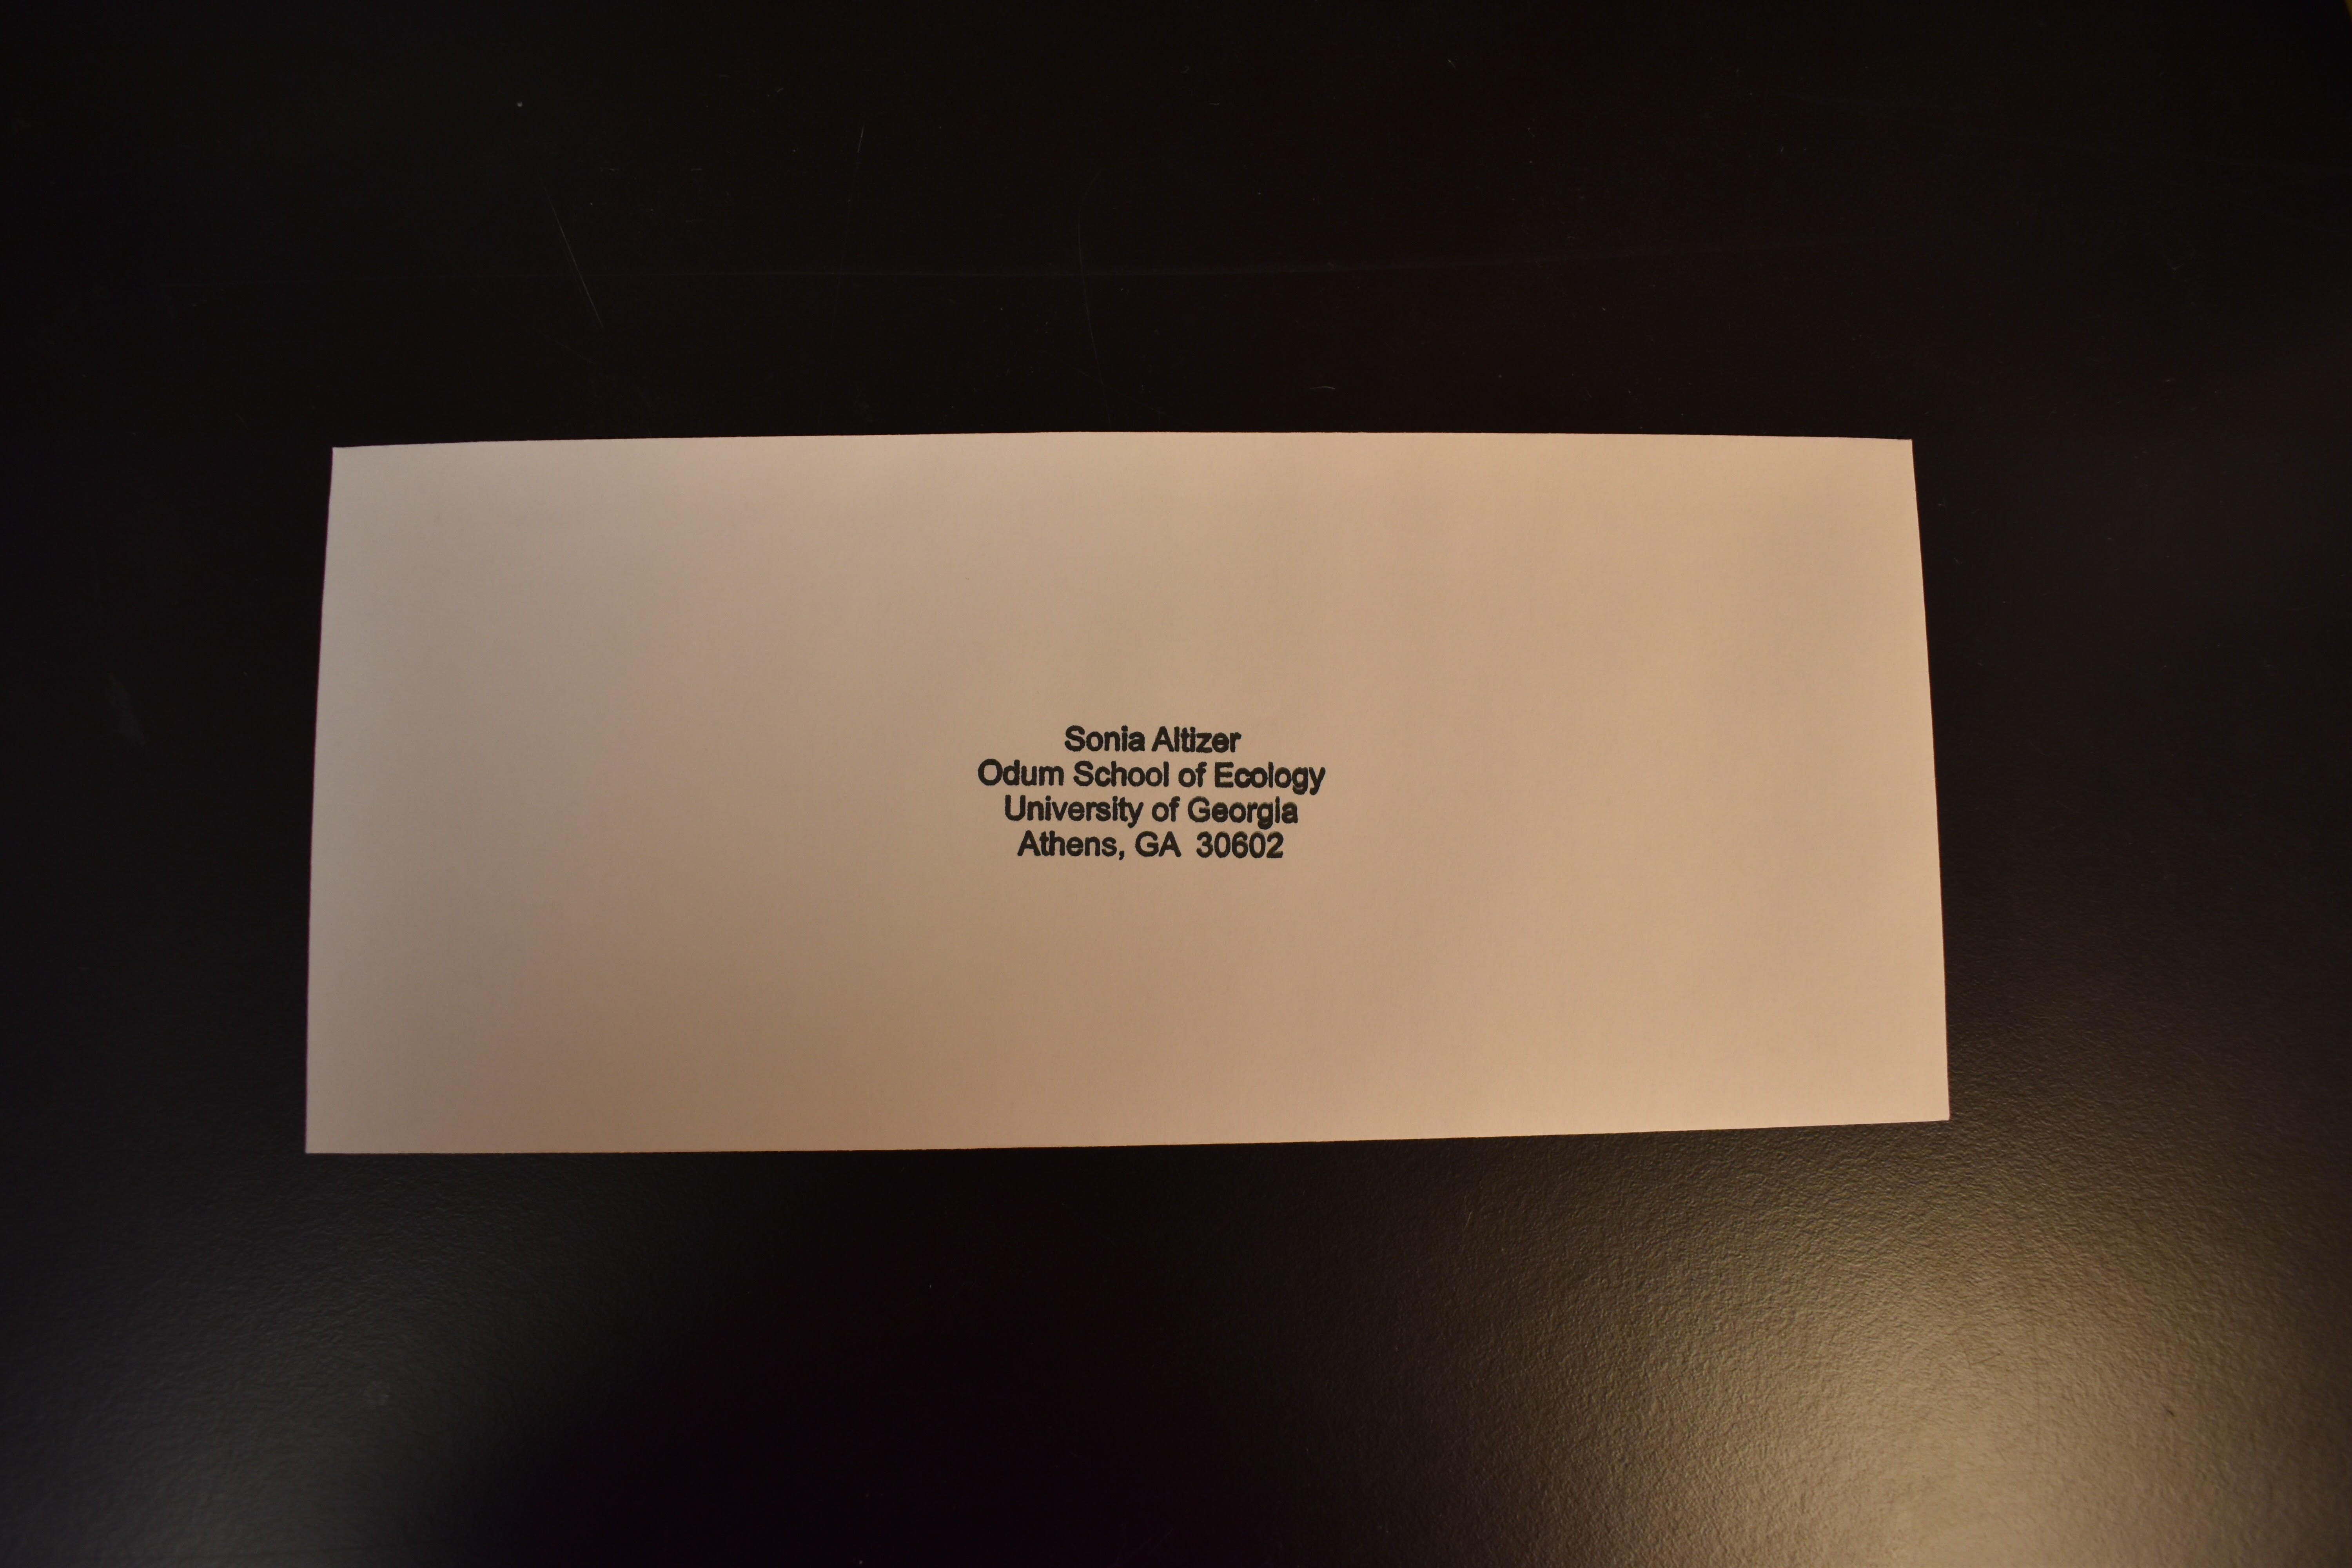 Sonia Altizer
Odum School of Ecology
University of Georgia
Athens, GA  30602